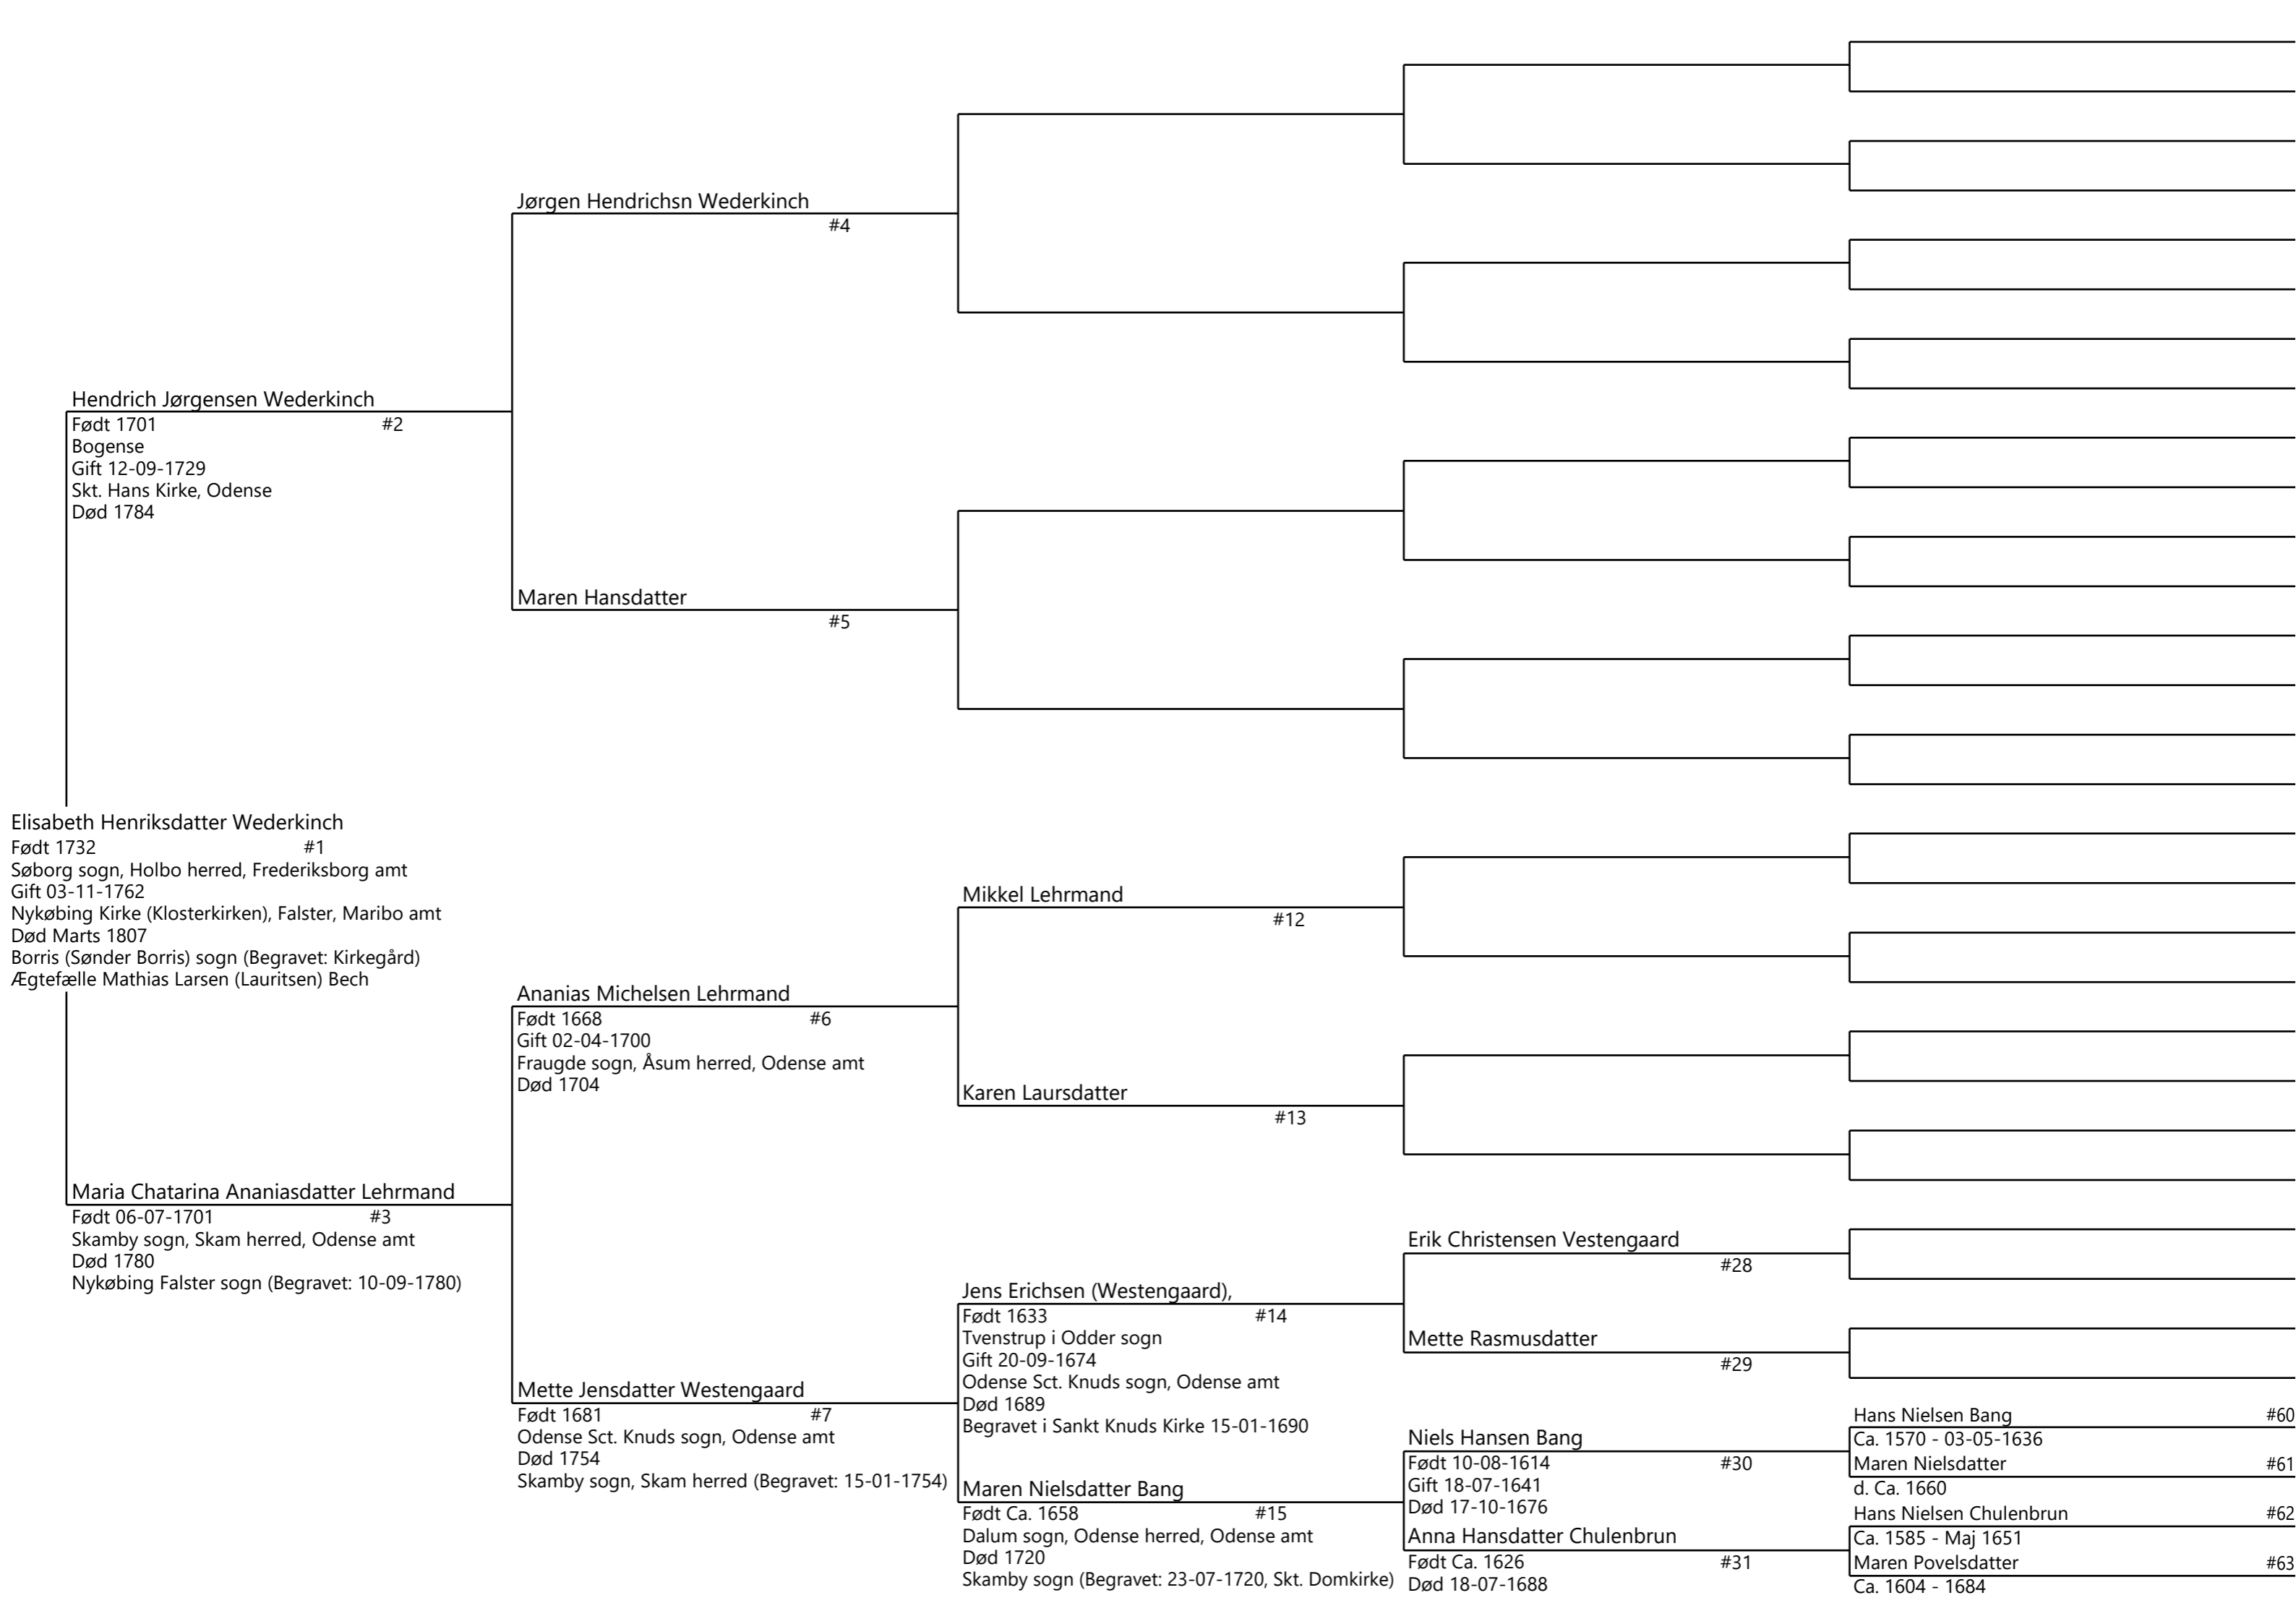 Jørgen Hendrichsn Wederkinch
#4
Hendrich Jørgensen Wederkinch
Født 1701 #2
Bogense
Gift 12-09-1729
Skt. Hans Kirke, Odense
Død 1784
Maren Hansdatter
#5
Elisabeth Henriksdatter Wederkinch
Født 1732 #1
Søborg sogn, Holbo herred, Frederiksborg amt
Gift 03-11-1762
Nykøbing Kirke (Klosterkirken), Falster, Maribo amt
Død Marts 1807
Borris (Sønder Borris) sogn (Begravet: Kirkegård)
Ægtefælle Mathias Larsen (Lauritsen) Bech
Mikkel Lehrmand
#12
Ananias Michelsen Lehrmand
Født 1668 #6
Gift 02-04-1700
Fraugde sogn, Åsum herred, Odense amt
Død 1704
Karen Laursdatter
#13
Maria Chatarina Ananiasdatter Lehrmand
Født 06-07-1701 #3
Skamby sogn, Skam herred, Odense amt
Død 1780
Nykøbing Falster sogn (Begravet: 10-09-1780)
Erik Christensen Vestengaard
#28
Jens Erichsen (Westengaard),
Født 1633 #14
Tvenstrup i Odder sogn
Gift 20-09-1674
Odense Sct. Knuds sogn, Odense amt
Død 1689
Begravet i Sankt Knuds Kirke 15-01-1690
Mette Rasmusdatter
#29
Mette Jensdatter Westengaard
Født 1681 #7
Odense Sct. Knuds sogn, Odense amt
Død 1754
Skamby sogn, Skam herred (Begravet: 15-01-1754)
Maren Nielsdatter Bang
Født Ca. 1658 #15
Dalum sogn, Odense herred, Odense amt
Død 1720
Skamby sogn (Begravet: 23-07-1720, Skt. Domkirke)
Niels Hansen Bang
Født 10-08-1614 #30
Gift 18-07-1641
Død 17-10-1676
Anna Hansdatter Chulenbrun
Født Ca. 1626 #31
Død 18-07-1688
Hans Nielsen Bang #60
Ca. 1570 - 03-05-1636
Maren Nielsdatter #61
d. Ca. 1660
Hans Nielsen Chulenbrun #62
Ca. 1585 - Maj 1651
Maren Povelsdatter #63
Ca. 1604 - 1684